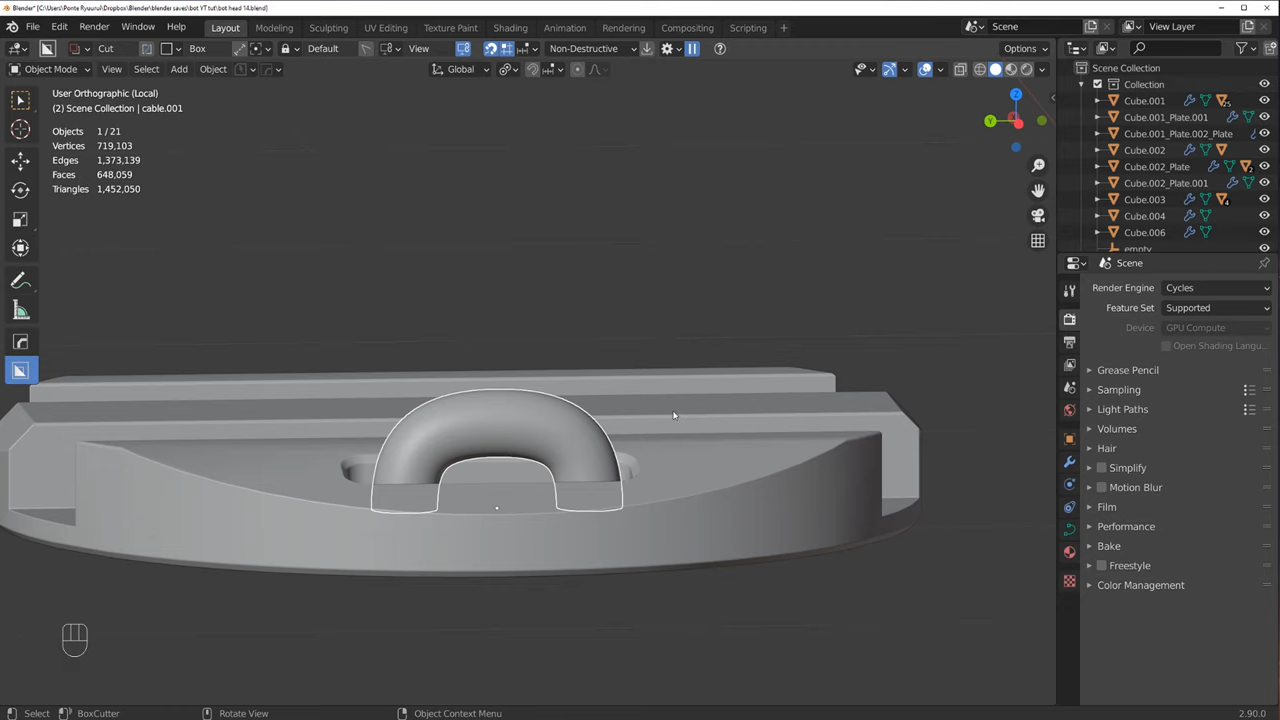 Blender* [C:\Users\Ponte Ryuurui\Dropbox\Blender\blender saves\bot YT tut\bot head 14.blend]
File Edit Render Window Help Layout Modeling Sculpting UV Editing Texture Paint Shading Animation Rendering Compositing Scripting + Scene View Layer
Cut Box Default View Non-Destructive Options
Object Mode View Select Add Object Global
User Orthographic (Local)
(2) Scene Collection | cable.001
Objects 1 / 21
Vertices 719,103
Edges 1,373,139
Faces 648,059
Triangles 1,452,050
Z
Y
Scene Collection
Collection
Cube.001 25
Cube.001_Plate.001
Cube.001_Plate.002_Plate
Cube.002
Cube.002_Plate 2
Cube.002_Plate.001
Cube.003 4
Cube.004
Cube.006
empty
Scene
Render Engine Cycles
Feature Set Supported
Device GPU Compute
Open Shading Langu...
Grease Pencil
Sampling
Light Paths
Volumes
Hair
Simplify
Motion Blur
Film
Performance
Bake
Freestyle
Color Management
Select BoxCutter Rotate View Object Context Menu 2.90.0